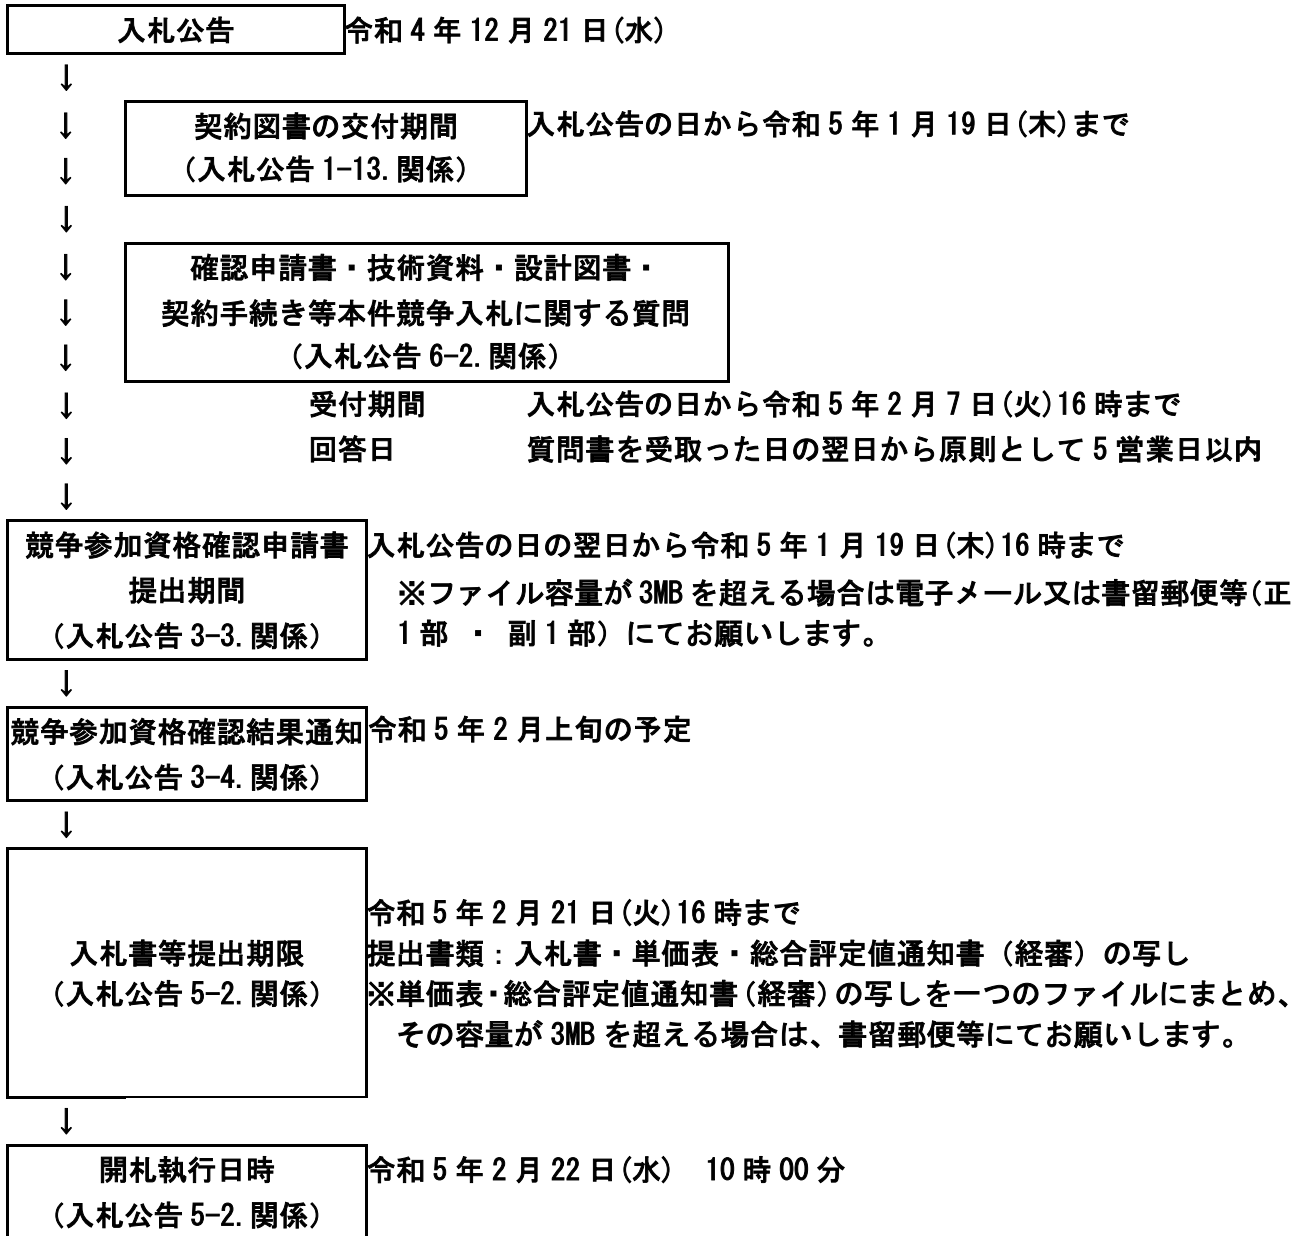 入札公告 令和4年12月21日(水)
↓
↓ 契約図書の交付期間 入札公告の日から令和5年1月19日(木)まで
↓ (入札公告1-13.関係)
↓
↓ 確認申請書・技術資料・設計図書・
↓ 契約手続き等本件競争入札に関する質問
↓ (入札公告6-2.関係)
↓ 受付期間 入札公告の日から令和5年2月7日(火)16時まで
↓ 回答日 質問書を受取った日の翌日から原則として5営業日以内
↓
競争参加資格確認申請書 入札公告の日の翌日から令和5年1月19日(木)16時まで
提出期間 ※ファイル容量が3MBを超える場合は電子メール又は書留郵便等(正
(入札公告3-3.関係) 1部 ・ 副1部) にてお願いします。
↓
競争参加資格確認結果通知 令和5年2月上旬の予定
(入札公告3-4.関係)
↓
令和5年2月21日(火)16時まで
入札書等提出期限 提出書類:入札書・単価表・総合評定値通知書(経審)の写し
(入札公告5-2.関係) ※単価表・総合評定値通知書(経審)の写しを一つのファイルにまとめ、
その容量が3MBを超える場合は、書留郵便等にてお願いします。
↓
開札執行日時 令和5年2月22日(水) 10時00分
(入札公告5-2.関係)